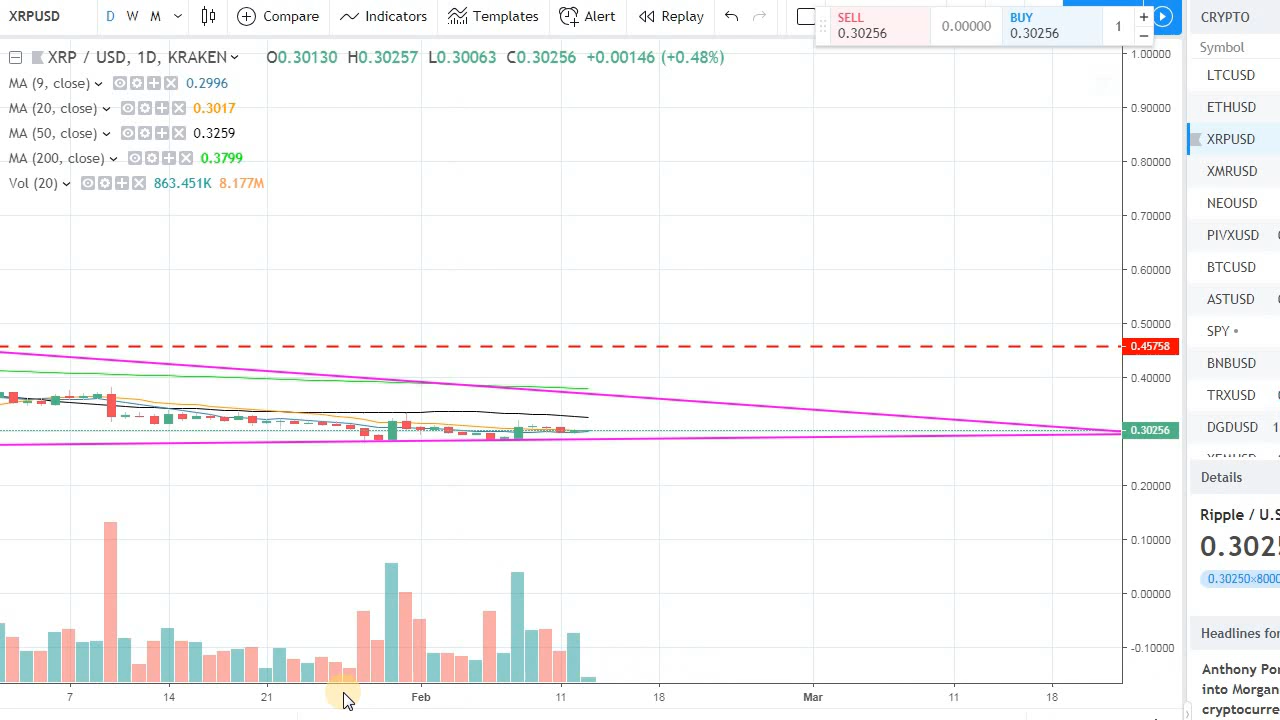 XRPUSD D W M Compare Indicators Templates Alert Replay
SELL 0.30256 0.00000 BUY 0.30256 1
XRP / USD, 1D, KRAKEN O0.30130 H0.30257 L0.30063 C0.30256 +0.00146 (+0.48%)
MA (9, close) 0.2996
MA (20, close) 0.3017
MA (50, close) 0.3259
MA (200, close) 0.3799
Vol (20) 863.451K 8.177M
1.00000
0.90000
0.80000
0.70000
0.60000
0.50000
0.45758
0.40000
0.30256
0.20000
0.10000
0.00000
-0.10000
7 14 21 Feb 11 18 Mar 11 18
CRYPTO
Symbol
LTCUSD
ETHUSD
XRPUSD
XMRUSD
NEOUSD
PIVXUSD
BTCUSD
ASTUSD
SPY
BNBUSD
TRXUSD
DGDUSD 1
Details
Ripple / U.S
0.302
0.30250×8000
Headlines for
Anthony Por
into Morgan
cryptocurre